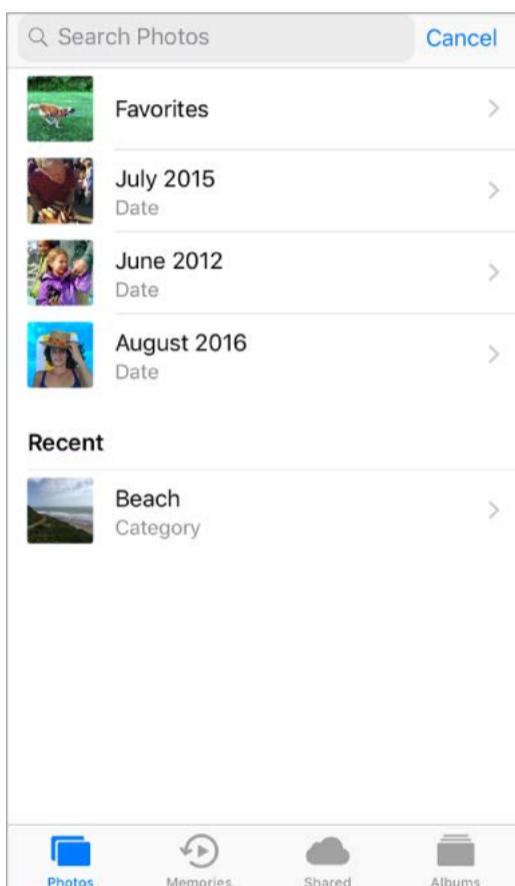 Search Photos
Cancel
Favorites
July 2015
Date
June 2012
Date
August 2016
Date
Recent
Beach
Category
Photos
Memories
Shared
Albums